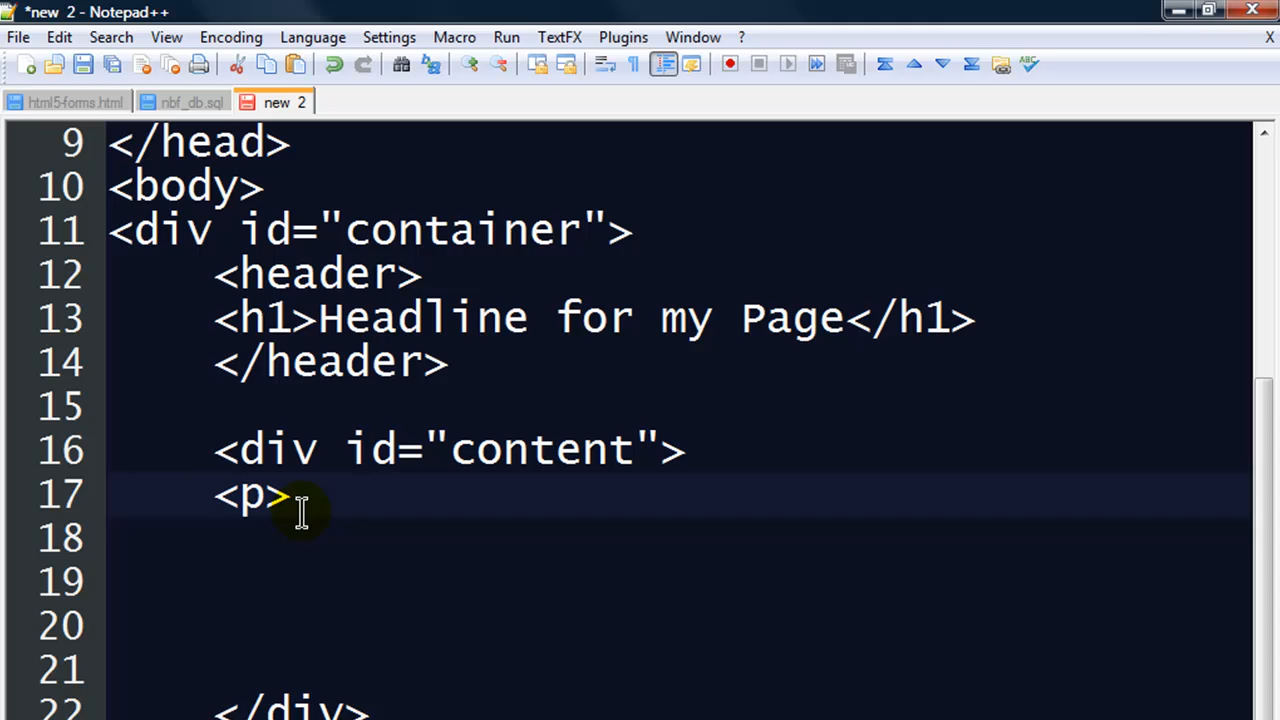 *new 2 - Notepad++
File Edit Search View Encoding Language Settings Macro Run TextFX Plugins Window ? X
html5-forms.html nbf_db.sql new 2
9 </head>
10 <body>
11 <div id="container">
12 <header>
13 <h1>Headline for my Page</h1>
14 </header>
15
16 <div id="content">
17 <p>
18
19
20
21
22 </div>